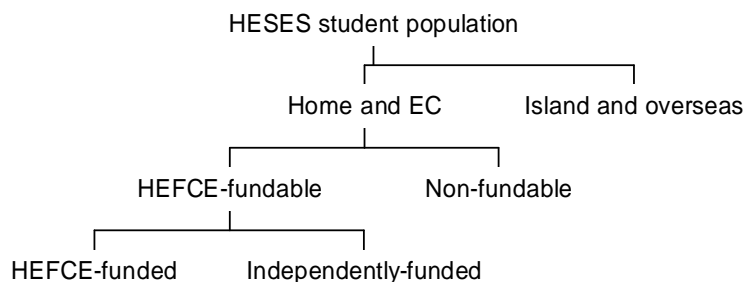 HESES student population
Home and EC
Island and overseas
HEFCE-fundable
Non-fundable
HEFCE-funded
Independently-funded